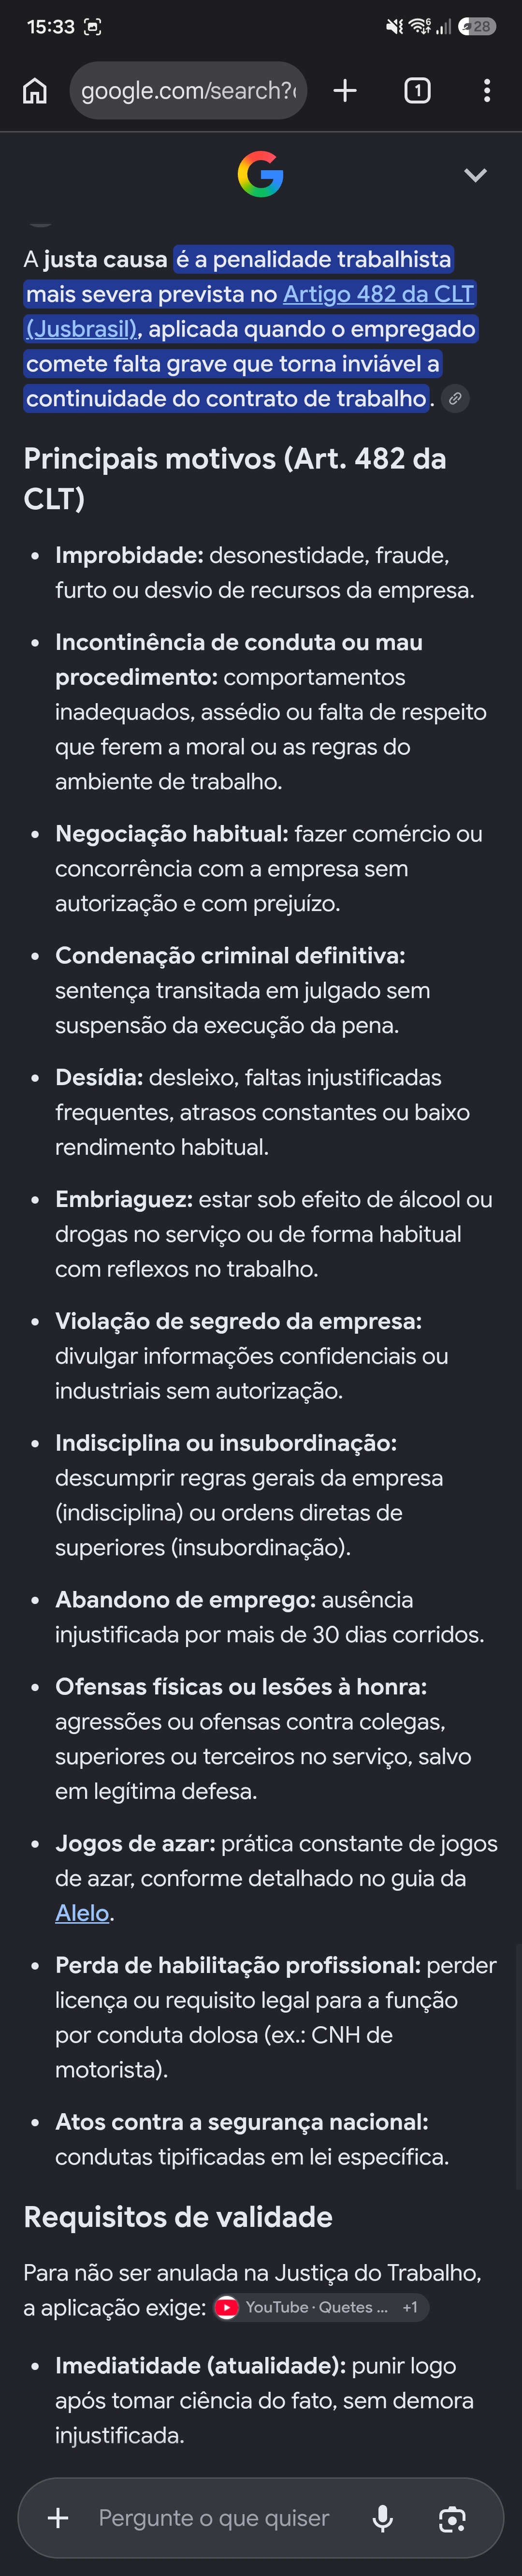 15:33
6
28
google.com/search?
1
A justa causa é a penalidade trabalhista
mais severa prevista no Artigo 482 da CLT
(Jusbrasil), aplicada quando o empregado
comete falta grave que torna inviável a
continuidade do contrato de trabalho.
Principais motivos (Art. 482 da
CLT)
• Improbidade: desonestidade, fraude,
furto ou desvio de recursos da empresa.
• Incontinência de conduta ou mau
procedimento: comportamentos
inadequados, assédio ou falta de respeito
que ferem a moral ou as regras do
ambiente de trabalho.
• Negociação habitual: fazer comércio ou
concorrência com a empresa sem
autorização e com prejuízo.
• Condenação criminal definitiva:
sentença transitada em julgado sem
suspensão da execução da pena.
• Desídia: desleixo, faltas injustificadas
frequentes, atrasos constantes ou baixo
rendimento habitual.
• Embriaguez: estar sob efeito de álcool ou
drogas no serviço ou de forma habitual
com reflexos no trabalho.
• Violação de segredo da empresa:
divulgar informações confidenciais ou
industriais sem autorização.
• Indisciplina ou insubordinação:
descumprir regras gerais da empresa
(indisciplina) ou ordens diretas de
superiores (insubordinação).
• Abandono de emprego: ausência
injustificada por mais de 30 dias corridos.
• Ofensas físicas ou lesões à honra:
agressões ou ofensas contra colegas,
superiores ou terceiros no serviço, salvo
em legítima defesa.
• Jogos de azar: prática constante de jogos
de azar, conforme detalhado no guia da
Alelo.
• Perda de habilitação profissional: perder
licença ou requisito legal para a função
por conduta dolosa (ex.: CNH de
motorista).
• Atos contra a segurança nacional:
condutas tipificadas em lei específica.
Requisitos de validade
Para não ser anulada na Justiça do Trabalho,
a aplicação exige: YouTube · Quetes ... +1
• Imediatidade (atualidade): punir logo
após tomar ciência do fato, sem demora
injustificada.
Pergunte o que quiser